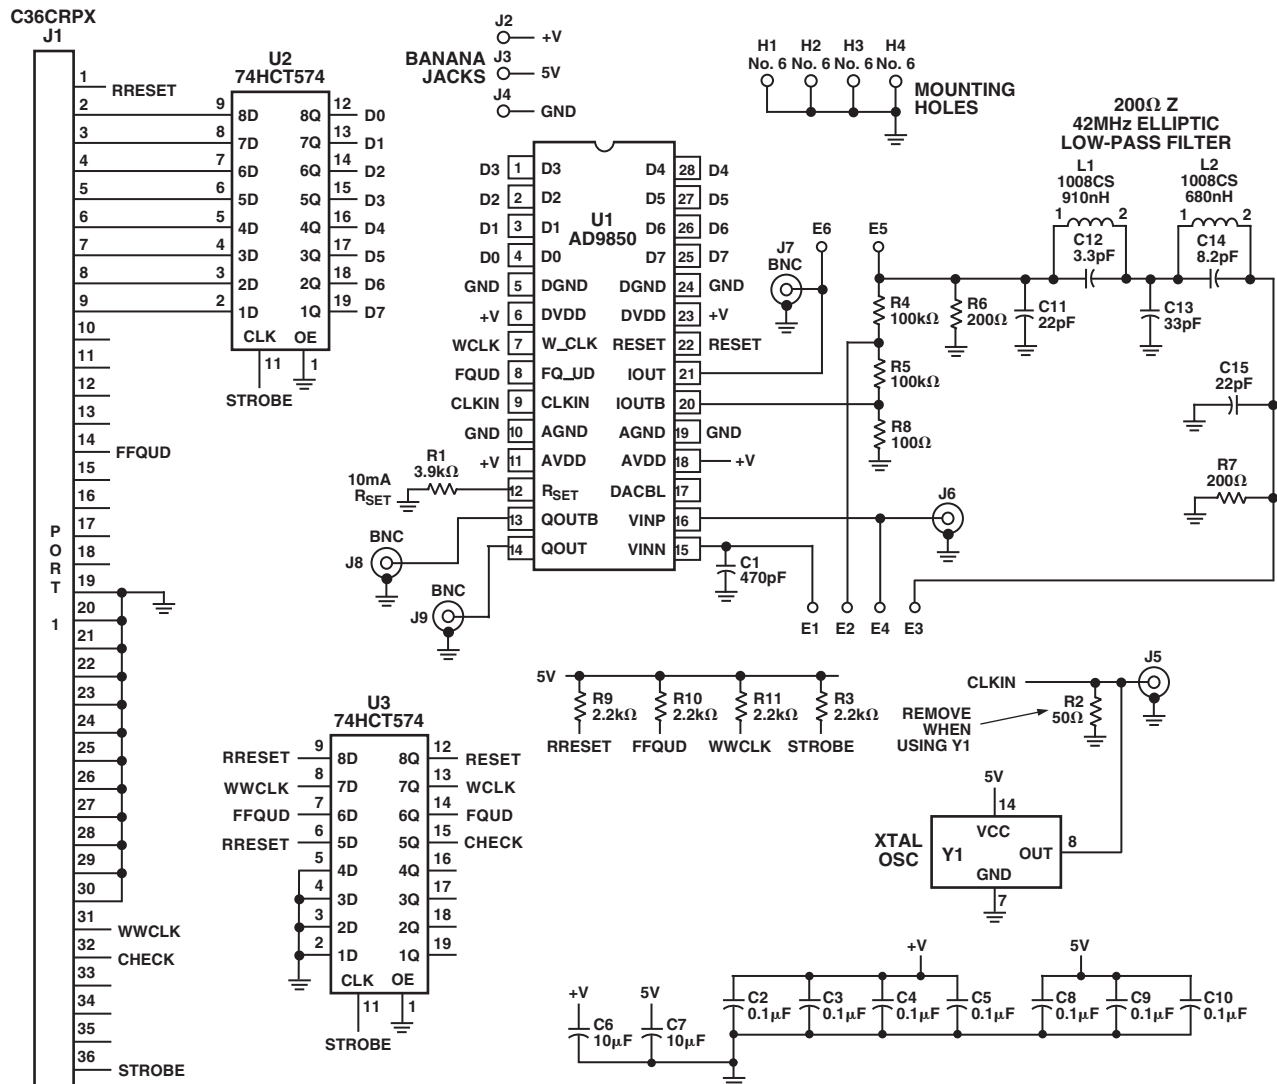 C36CRPX
J1
PORT 1
1
RRESET
2
3
4
5
6
7
8
9
10
11
12
13
14
FFQUD
15
16
17
18
19
20
21
22
23
24
25
26
27
28
29
30
31
WWCLK
32
CHECK
33
34
35
36
STROBE
U2
74HCT574
9 8D 8Q 12 D0
8 7D 7Q 13 D1
7 6D 6Q 14 D2
6 5D 5Q 15 D3
5 4D 4Q 16 D4
4 3D 3Q 17 D5
3 2D 2Q 18 D6
2 1D 1Q 19 D7
CLK OE
11 1
STROBE
BANANA
JACKS
J2
+V
J3
5V
J4
GND
H1 H2 H3 H4
No. 6 No. 6 No. 6 No. 6
MOUNTING
HOLES
U1
AD9850
D3 1 D3 D4 28 D4
D2 2 D2 D5 27 D5
D1 3 D1 D6 26 D6
D0 4 D0 D7 25 D7
GND 5 DGND DGND 24 GND
+V 6 DVDD DVDD 23 +V
WCLK 7 W_CLK RESET 22 RESET
FQUD 8 FQ_UD IOUT 21
CLKIN 9 CLKIN IOUTB 20
GND 10 AGND AGND 19 GND
+V 11 AVDD AVDD 18 +V
12 RSET DACBL 17
13 QOUTB VINP 16
14 QOUT VINN 15
R1
3.9kΩ
10mA
RSET
BNC
J8
BNC
J9
J7
BNC
E6
E5
R4
100kΩ
R5
100kΩ
R8
100Ω
R6
200Ω
200Ω Z
42MHz ELLIPTIC
LOW-PASS FILTER
L1
1008CS
910nH
1 2
C12
3.3pF
L2
1008CS
680nH
1 2
C14
8.2pF
C11
22pF
C13
33pF
C15
22pF
R7
200Ω
J6
C1
470pF
E1 E2 E4 E3
5V
R9
2.2kΩ
R10
2.2kΩ
R11
2.2kΩ
R3
2.2kΩ
RRESET FFQUD WWCLK STROBE
CLKIN
J5
R2
50Ω
REMOVE
WHEN
USING Y1
5V
14
XTAL
OSC
Y1
VCC
OUT
8
GND
7
U3
74HCT574
RRESET 9 8D 8Q 12 RESET
WWCLK 8 7D 7Q 13 WCLK
FFQUD 7 6D 6Q 14 FQUD
RRESET 6 5D 5Q 15 CHECK
5 4D 4Q 16
4 3D 3Q 17
3 2D 2Q 18
2 1D 1Q 19
CLK OE
11 1
STROBE
+V
C6
10µF
5V
C7
10µF
+V
C2
0.1µF
C3
0.1µF
C4
0.1µF
C5
0.1µF
5V
C8
0.1µF
C9
0.1µF
C10
0.1µF